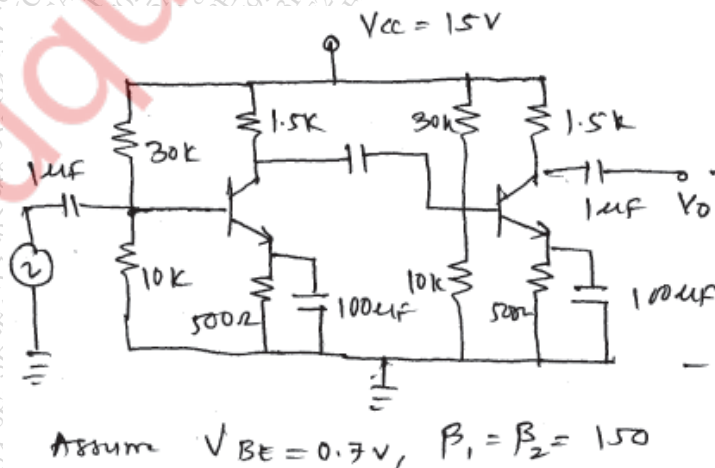 Vcc = 15V
1.5K
30k
1.5k
30K
1uF
1uF Vo
10K
500Ω
100uF
10k
500Ω
100uF
Assume VBE = 0.7V, β1 = β2 = 150